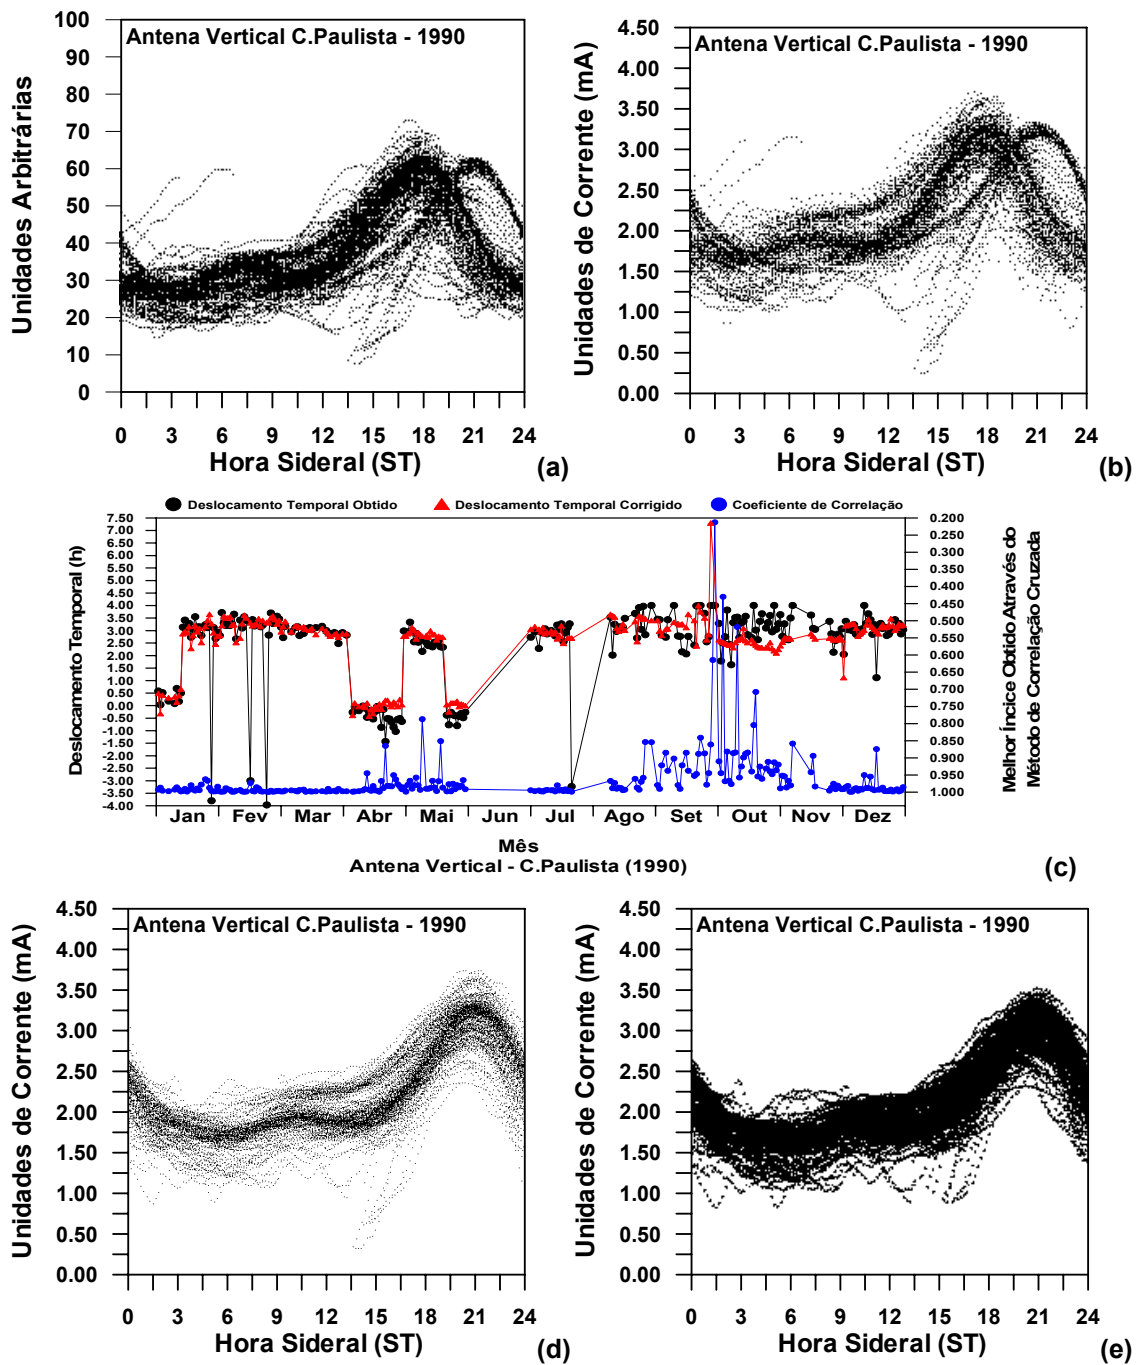 Antena Vertical C.Paulista - 1990
Unidades Arbitrárias
100
90
80
70
60
50
40
30
20
10
0
0 3 6 9 12 15 18 21 24
Hora Sideral (ST)
(a)
Antena Vertical C.Paulista - 1990
Unidades de Corrente (mA)
4.50
4.00
3.50
3.00
2.50
2.00
1.50
1.00
0.50
0.00
0 3 6 9 12 15 18 21 24
Hora Sideral (ST)
(b)
Deslocamento Temporal Obtido Deslocamento Temporal Corrigido Coeficiente de Correlação
Deslocamento Temporal (h)
7.50
7.00
6.50
6.00
5.50
5.00
4.50
4.00
3.50
3.00
2.50
2.00
1.50
1.00
0.50
0.00
-0.50
-1.00
-1.50
-2.00
-2.50
-3.00
-3.50
-4.00
0.200
0.250
0.300
0.350
0.400
0.450
0.500
0.550
0.600
0.650
0.700
0.750
0.800
0.850
0.900
0.950
1.000
Melhor Íncice Obtido Através do
Método de Correlação Cruzada
Jan Fev Mar Abr Mai Jun Jul Ago Set Out Nov Dez
Mês
Antena Vertical - C.Paulista (1990)
(c)
Antena Vertical C.Paulista - 1990
Unidades de Corrente (mA)
4.50
4.00
3.50
3.00
2.50
2.00
1.50
1.00
0.50
0.00
0 3 6 9 12 15 18 21 24
Hora Sideral (ST)
(d)
Antena Vertical C.Paulista - 1990
Unidades de Corrente (mA)
4.50
4.00
3.50
3.00
2.50
2.00
1.50
1.00
0.50
0.00
0 3 6 9 12 15 18 21 24
Hora Sideral (ST)
(e)